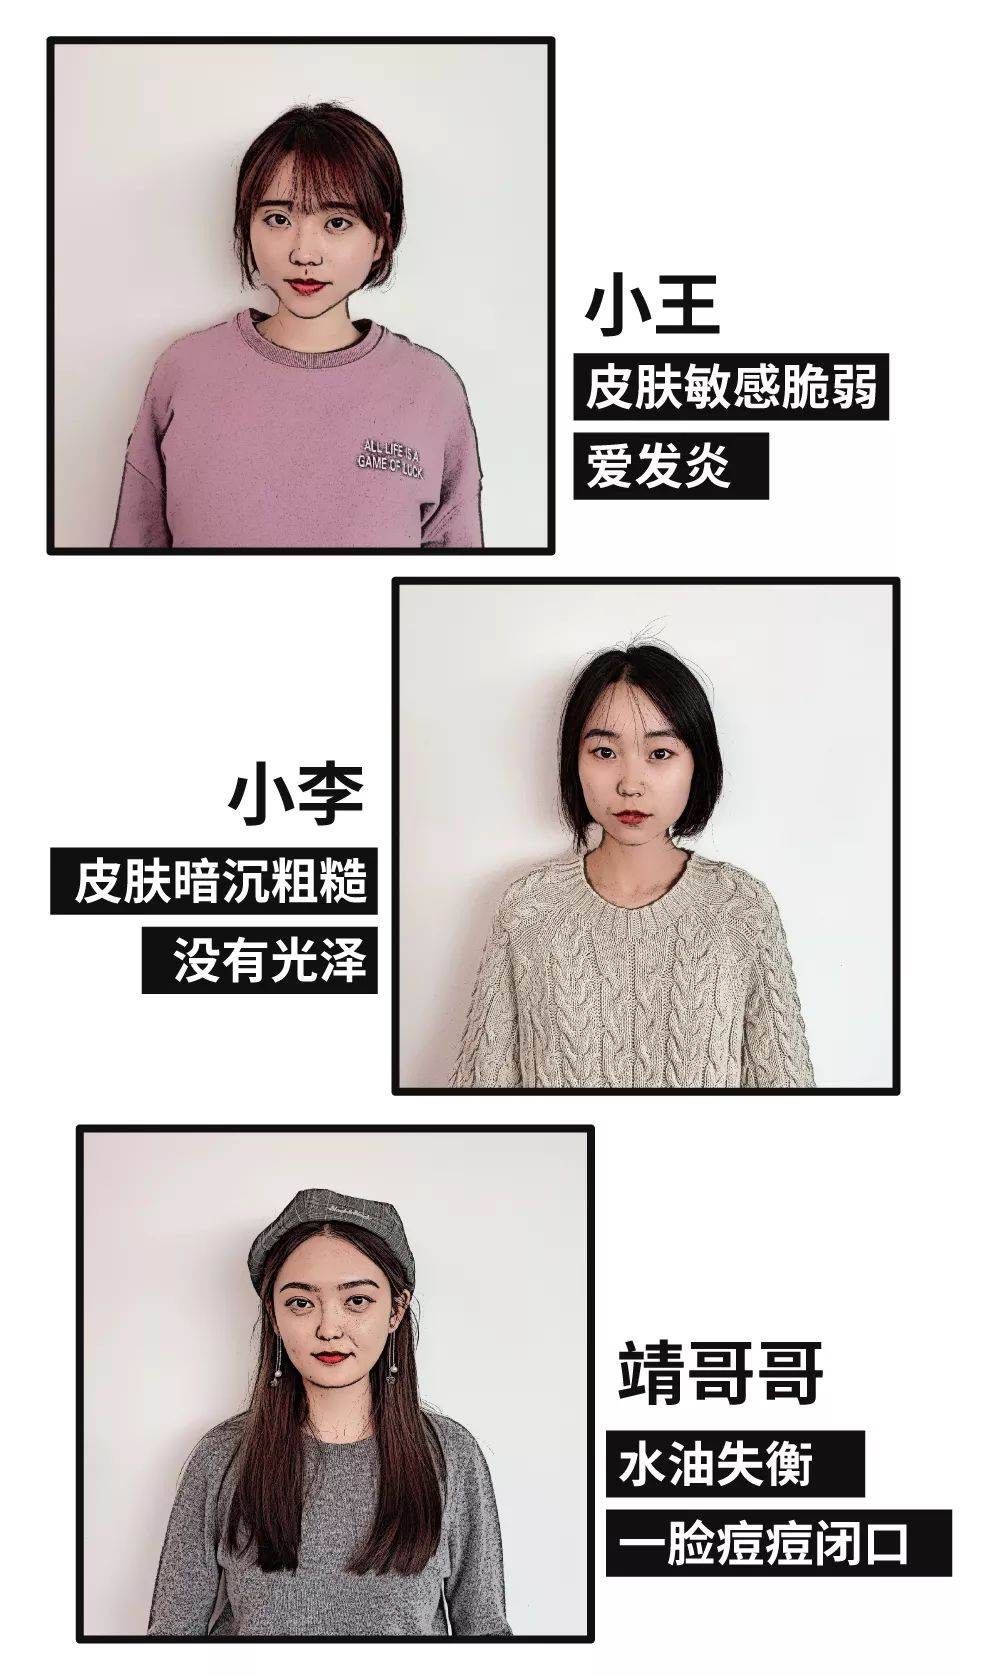 ALL LIFE IS A
GAME OF LUCK
小王
皮肤敏感脆弱
爱发炎
小李
皮肤暗沉粗糙
没有光泽
靖哥哥
水油失衡
一脸痘痘闭口